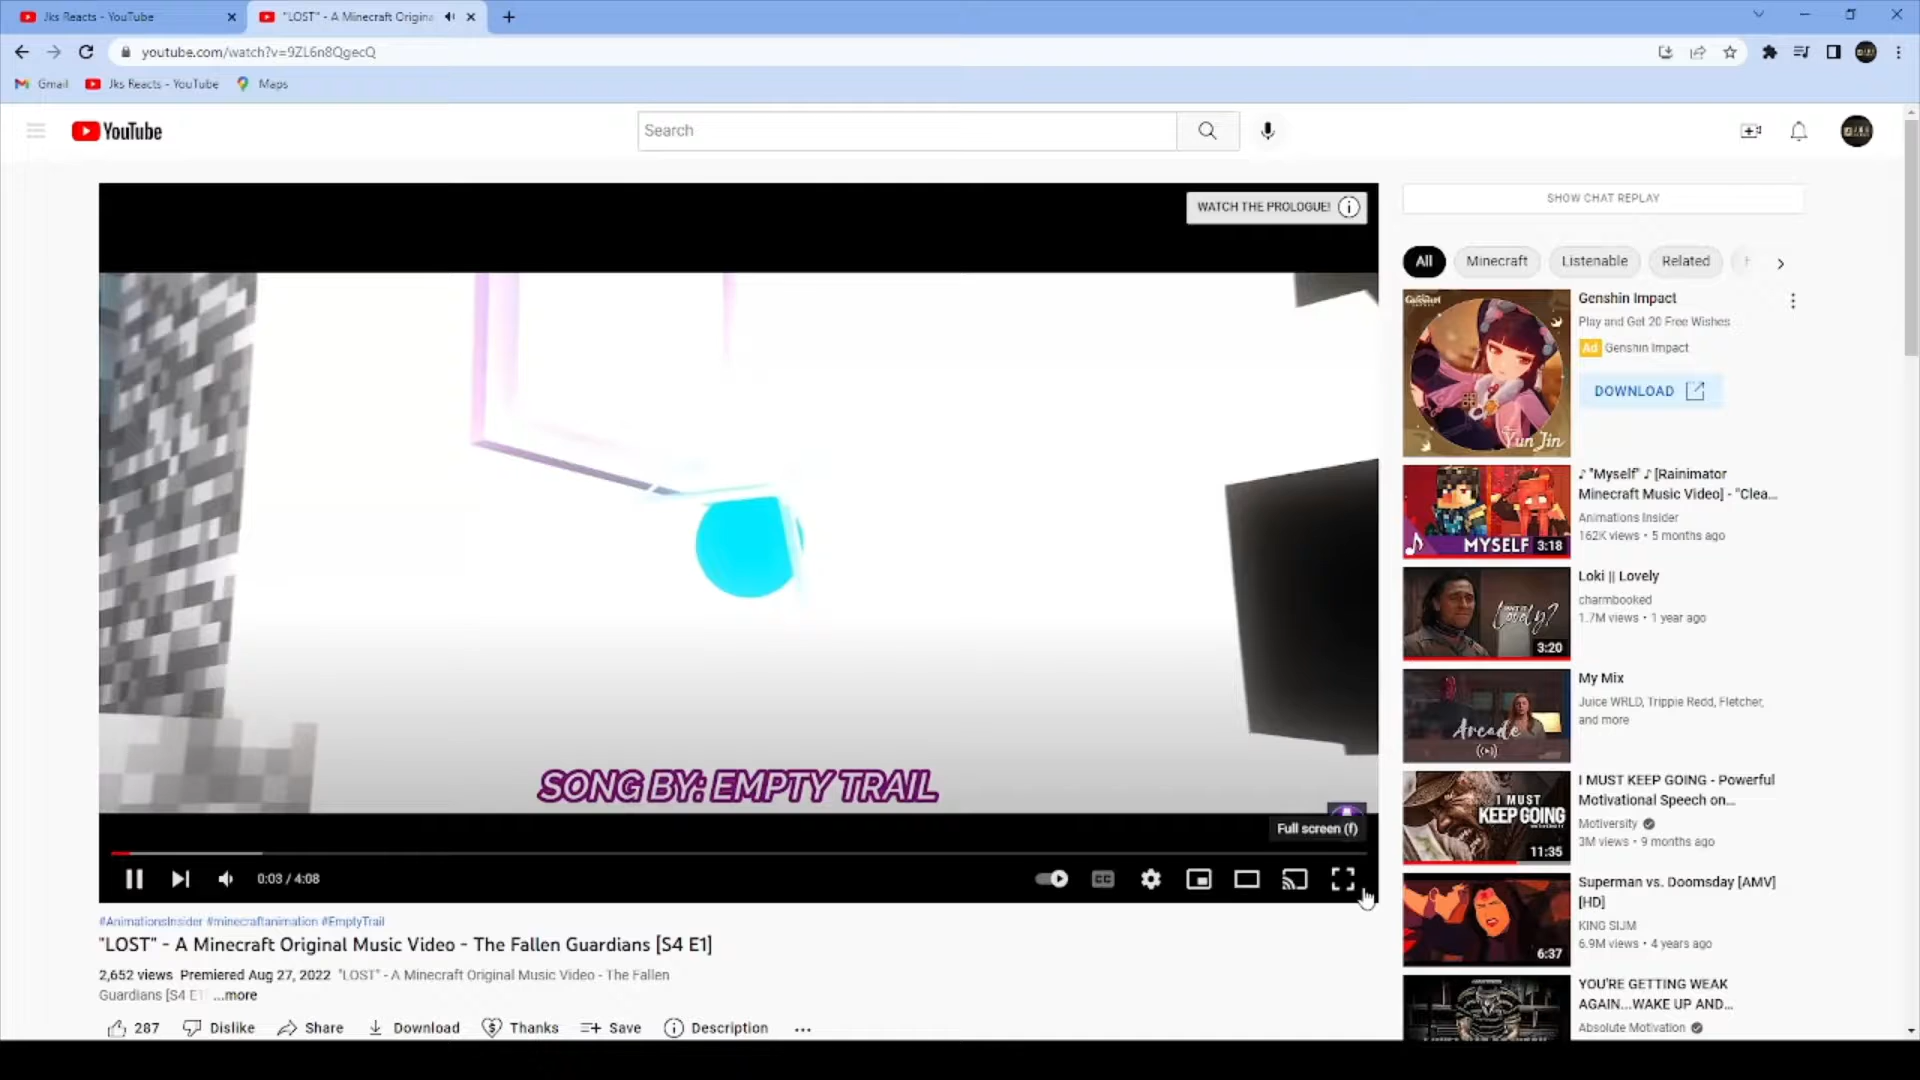 Jks Reacts - YouTube
"LOST" - A Minecraft Origina
youtube.com/watch?v=9ZL6n8QgecQ
Gmail
Jks Reacts - YouTube
Maps
YouTube
Search
WATCH THE PROLOGUE!
SONG BY: EMPTY TRAIL
Full screen (f)
0:03 / 4:08
CC
#AnimationsInsider #minecraftanimation #EmptyTrail
"LOST" - A Minecraft Original Music Video - The Fallen Guardians [S4 E1]
2,652 views Premiered Aug 27, 2022 "LOST" - A Minecraft Original Music Video - The Fallen
Guardians [S4 E1 ...more
287
Dislike
Share
Download
Thanks
Save
Description
SHOW CHAT REPLAY
All
Minecraft
Listenable
Related
Genshin Impact
Play and Get 20 Free Wishes
Ad Genshin Impact
DOWNLOAD
Genshin
Yun Jin
♪ "Myself" ♪ [Rainimator
Minecraft Music Video] - "Clea...
Animations Insider
162K views • 5 months ago
MYSELF 3:18
Loki || Lovely
charmbooked
1.7M views • 1 year ago
Lovely?
3:20
My Mix
Juice WRLD, Trippie Redd, Fletcher,
and more
Arcade
I MUST KEEP GOING - Powerful
Motivational Speech on...
Motiversity
3M views • 9 months ago
I MUST
KEEP GOING
11:35
Superman vs. Doomsday [AMV]
[HD]
KING SIJM
6.9M views • 4 years ago
6:37
YOU'RE GETTING WEAK
AGAIN...WAKE UP AND...
Absolute Motivation